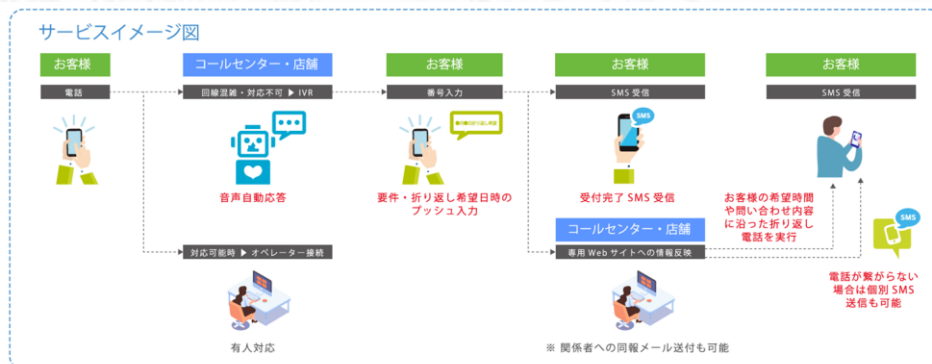 サービスイメージ図
お客様
コールセンター・店舗
お客様
お客様
お客様
電話
回線混雑・対応不可 ▶ IVR
番号入力
SMS 受信
SMS 受信
SMS
音声自動応答
要件・折り返し希望日時の
プッシュ入力
受付完了 SMS 受信
お客様の希望時間
や問い合わせ内容
に沿った折り返し
電話を実行
SMS
コールセンター・店舗
対応可能時 ▶ オペレーター接続
専用 Web サイトへの情報反映
電話が繋がらない
場合は個別 SMS
送信も可能
有人対応
※ 関係者への同報メール送付も可能